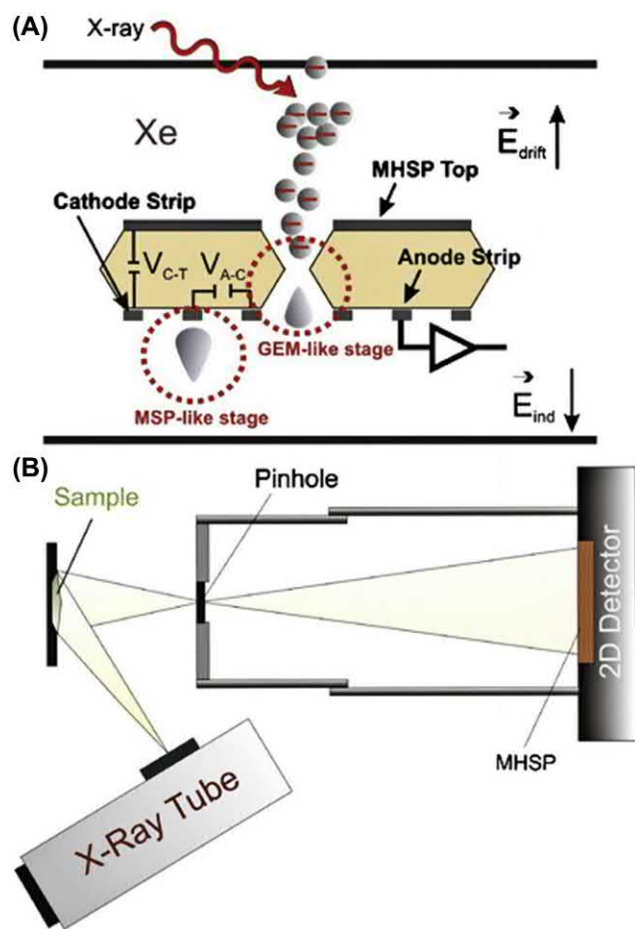 (A)
X-ray
Xe
E drift
MHSP Top
Cathode Strip
V C-T
V A-C
Anode Strip
GEM-like stage
MSP-like stage
E ind
(B)
Pinhole
Sample
2D Detector
MHSP
X-Ray Tube